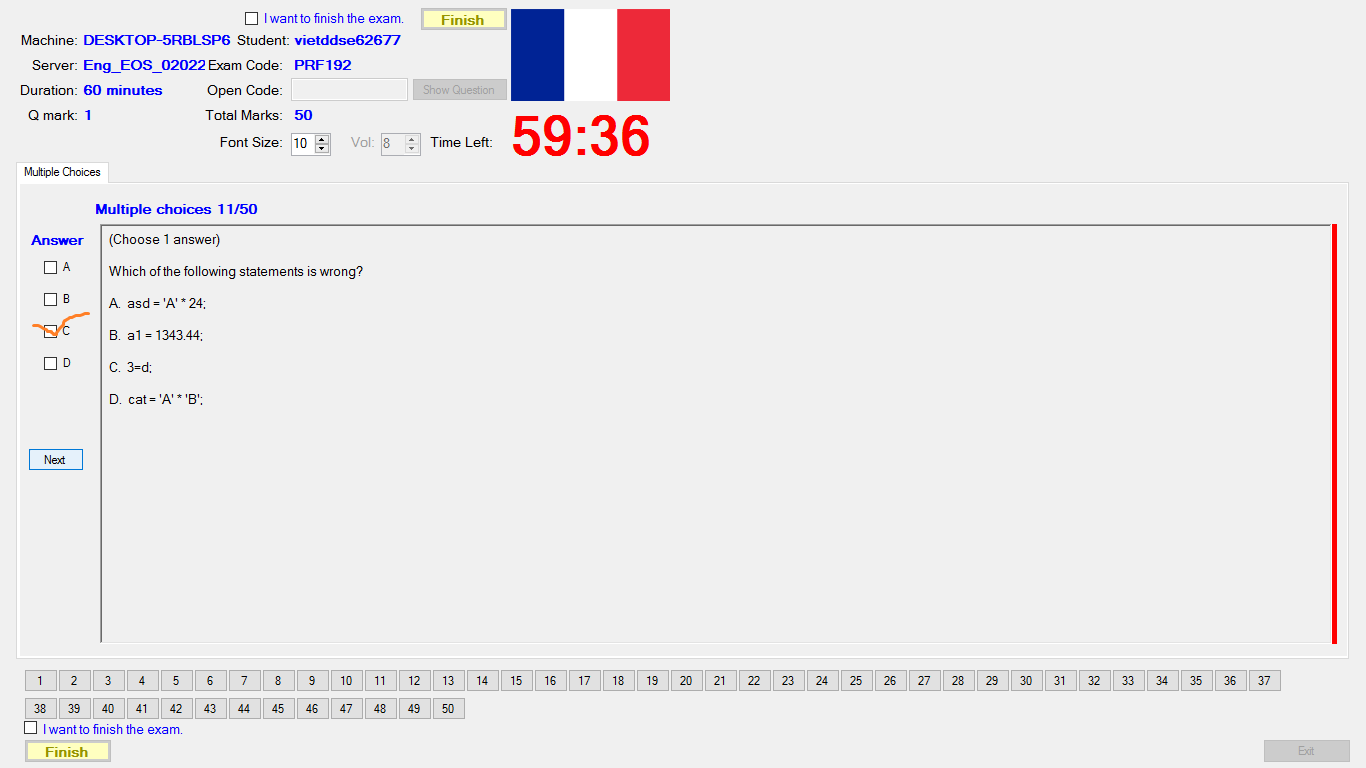 I want to finish the exam.
Finish
Machine: DESKTOP-5RBLSP6 Student: vietddse62677
Server: Eng_EOS_02022 Exam Code: PRF192
Duration: 60 minutes Open Code: Show Question
Q mark: 1 Total Marks: 50
Font Size: 10 Vol: 8 Time Left: 59:36
Multiple Choices
Multiple choices 11/50
Answer
A
B
C
D
Next
(Choose 1 answer)
Which of the following statements is wrong?
A. asd = 'A' * 24;
B. a1 = 1343.44;
C. 3=d;
D. cat = 'A' * 'B';
1 2 3 4 5 6 7 8 9 10 11 12 13 14 15 16 17 18 19 20 21 22 23 24 25 26 27 28 29 30 31 32 33 34 35 36 37
38 39 40 41 42 43 44 45 46 47 48 49 50
I want to finish the exam.
Finish
Exit